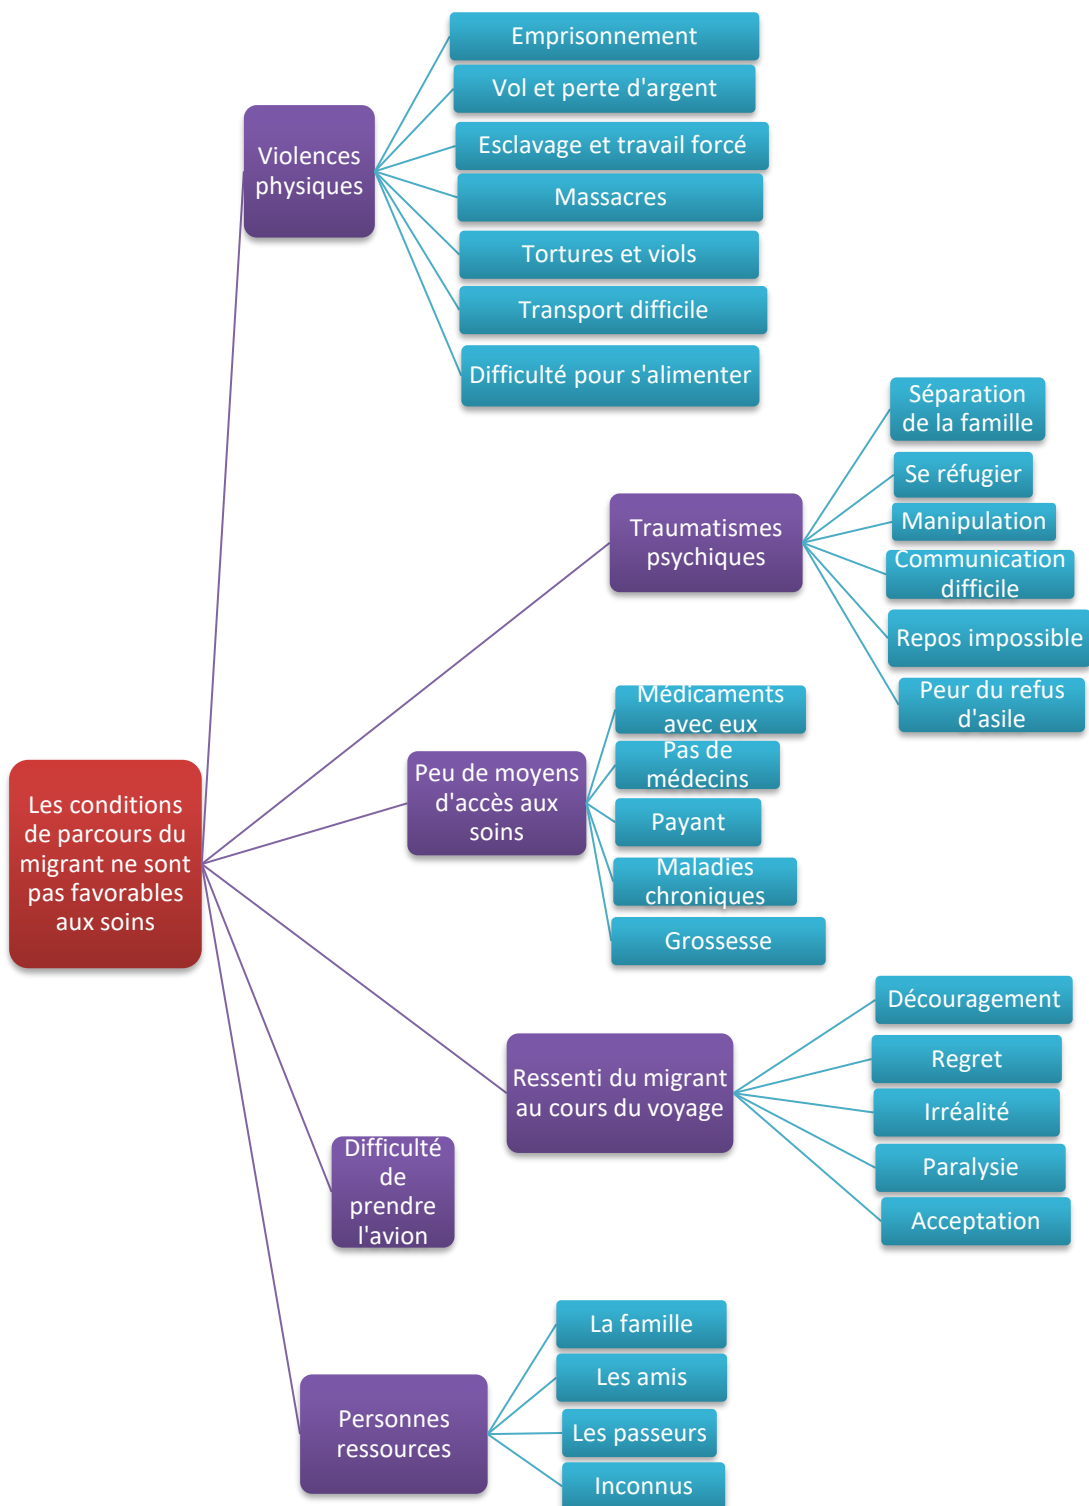 Emprisonnement
Vol et perte d'argent
Esclavage et travail forcé
Massacres
Tortures et viols
Transport difficile
Difficulté pour s'alimenter
Violences
physiques
Séparation
de la famille
Se réfugier
Manipulation
Communication
difficile
Repos impossible
Peur du refus
d'asile
Traumatismes
psychiques
Médicaments
avec eux
Pas de
médecins
Payant
Maladies
chroniques
Grossesse
Peu de moyens
d'accès aux
soins
Les conditions
de parcours du
migrant ne sont
pas favorables
aux soins
Découragement
Regret
Irréalité
Paralysie
Acceptation
Ressenti du migrant
au cours du voyage
Difficulté
de
prendre
l'avion
La famille
Les amis
Les passeurs
Inconnus
Personnes
ressources